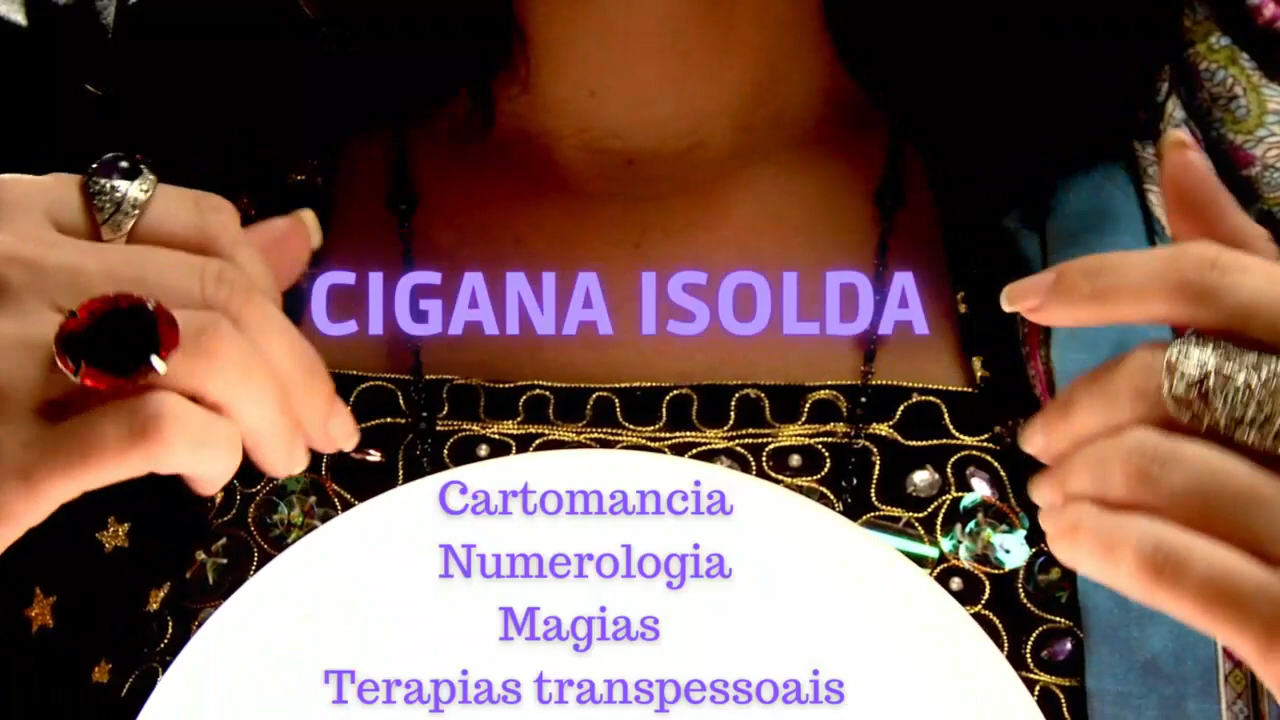 CIGANA ISOLDA
Cartomancia
Numerologia
Magias
Terapias transpessoais